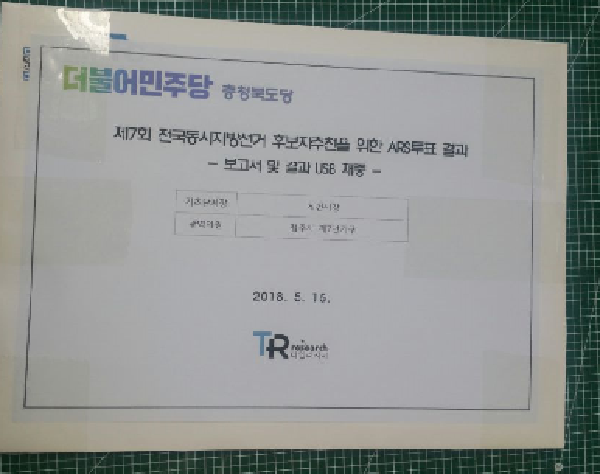 더불어민주당 충청북도당
제7회 전국동시지방선거 후보자추천을 위한 ARS투표 결과
- 보고서 및 결과 USB 재중 -
2018. 5. 15.
TR
research